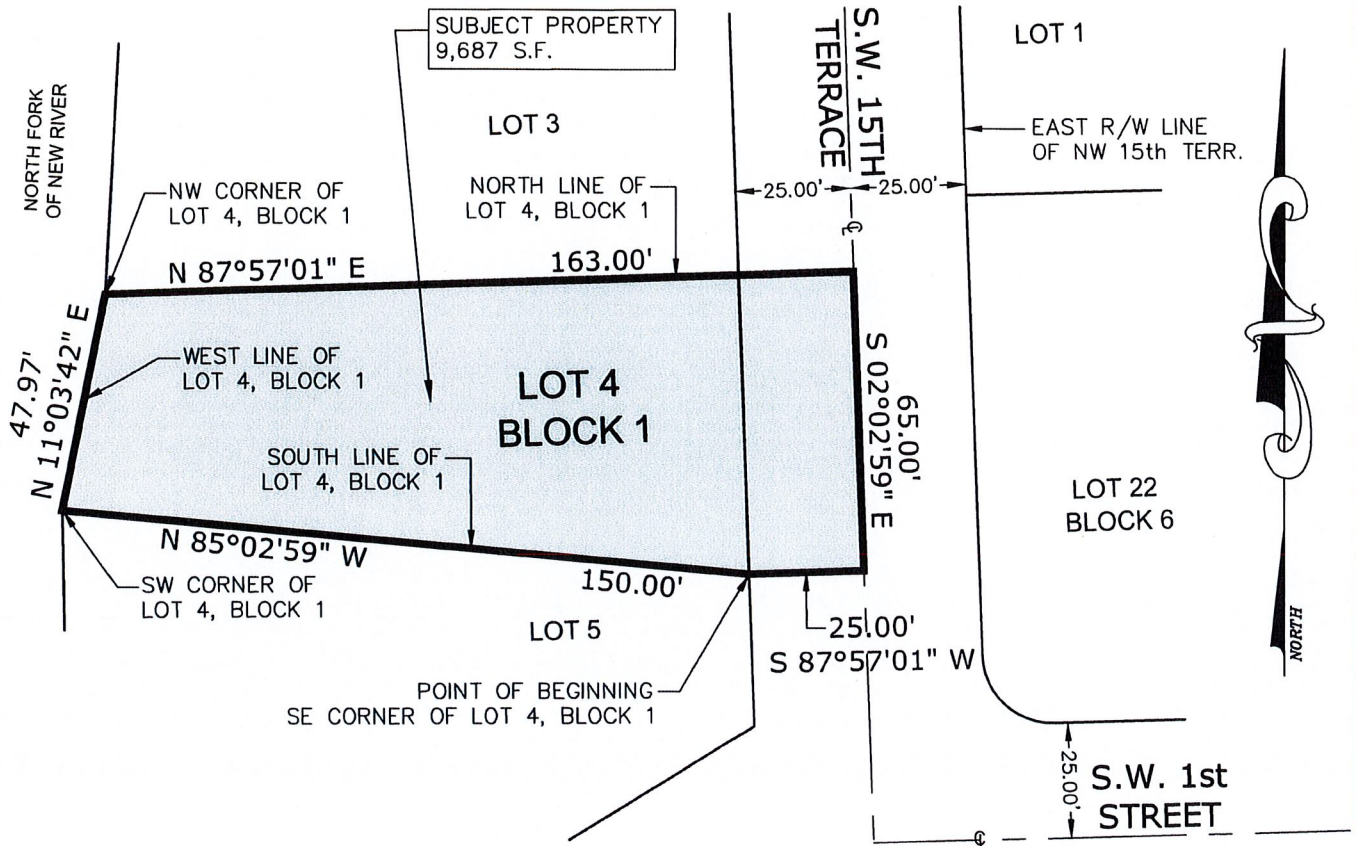 SUBJECT PROPERTY
9,687 S.F.
S.W. 15TH
TERRACE
LOT 1
NORTH FORK
OF NEW RIVER
LOT 3
EAST R/W LINE
OF NW 15th TERR.
NW CORNER OF
LOT 4, BLOCK 1
NORTH LINE OF
LOT 4, BLOCK 1
25.00'
25.00'
℄
N 87°57'01" E
163.00'
47.97'
N 11°03'42" E
WEST LINE OF
LOT 4, BLOCK 1
LOT 4
BLOCK 1
65.00'
S 02°02'59" E
SOUTH LINE OF
LOT 4, BLOCK 1
LOT 22
BLOCK 6
N 85°02'59" W
150.00'
SW CORNER OF
LOT 4, BLOCK 1
LOT 5
25.00'
S 87°57'01" W
NORTH
POINT OF BEGINNING
SE CORNER OF LOT 4, BLOCK 1
25.00'
S.W. 1st
STREET
℄